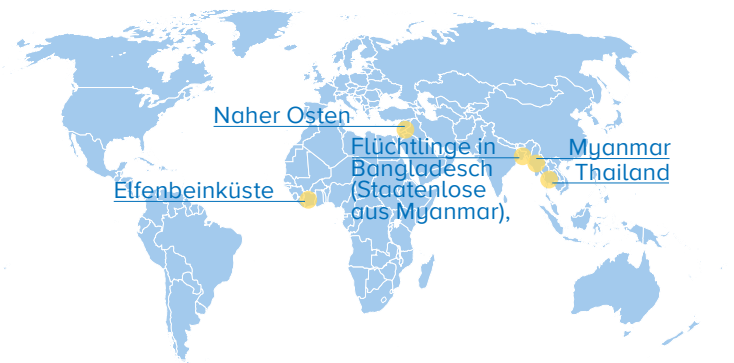 Naher Osten
Flüchtlinge in
Bangladesch
(Staatenlose
aus Myanmar),
Myanmar
Thailand
Elfenbeinküste